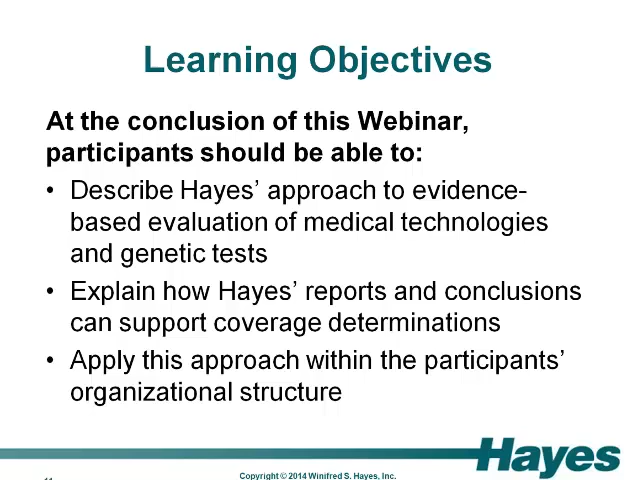 Learning Objectives
At the conclusion of this Webinar,
participants should be able to:
• Describe Hayes’ approach to evidence-
based evaluation of medical technologies
and genetic tests
• Explain how Hayes’ reports and conclusions
can support coverage determinations
• Apply this approach within the participants’
organizational structure
Hayes
Copyright © 2014 Winifred S. Hayes, Inc.